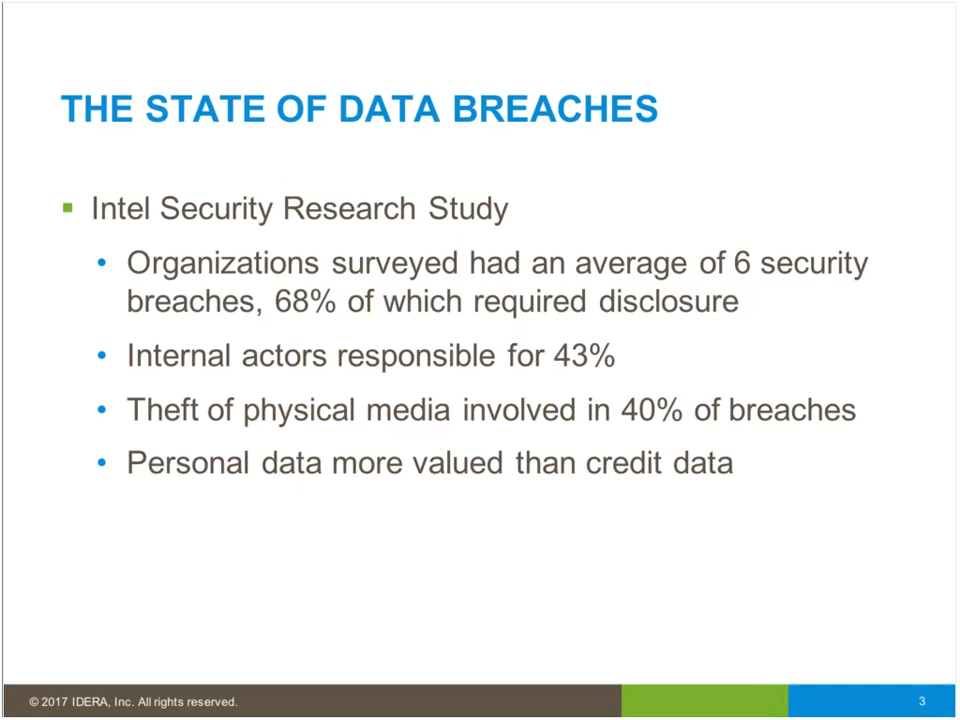 THE STATE OF DATA BREACHES
Intel Security Research Study
Organizations surveyed had an average of 6 security
breaches, 68% of which required disclosure
Internal actors responsible for 43%
Theft of physical media involved in 40% of breaches
Personal data more valued than credit data
© 2017 IDERA, Inc. All rights reserved.
3